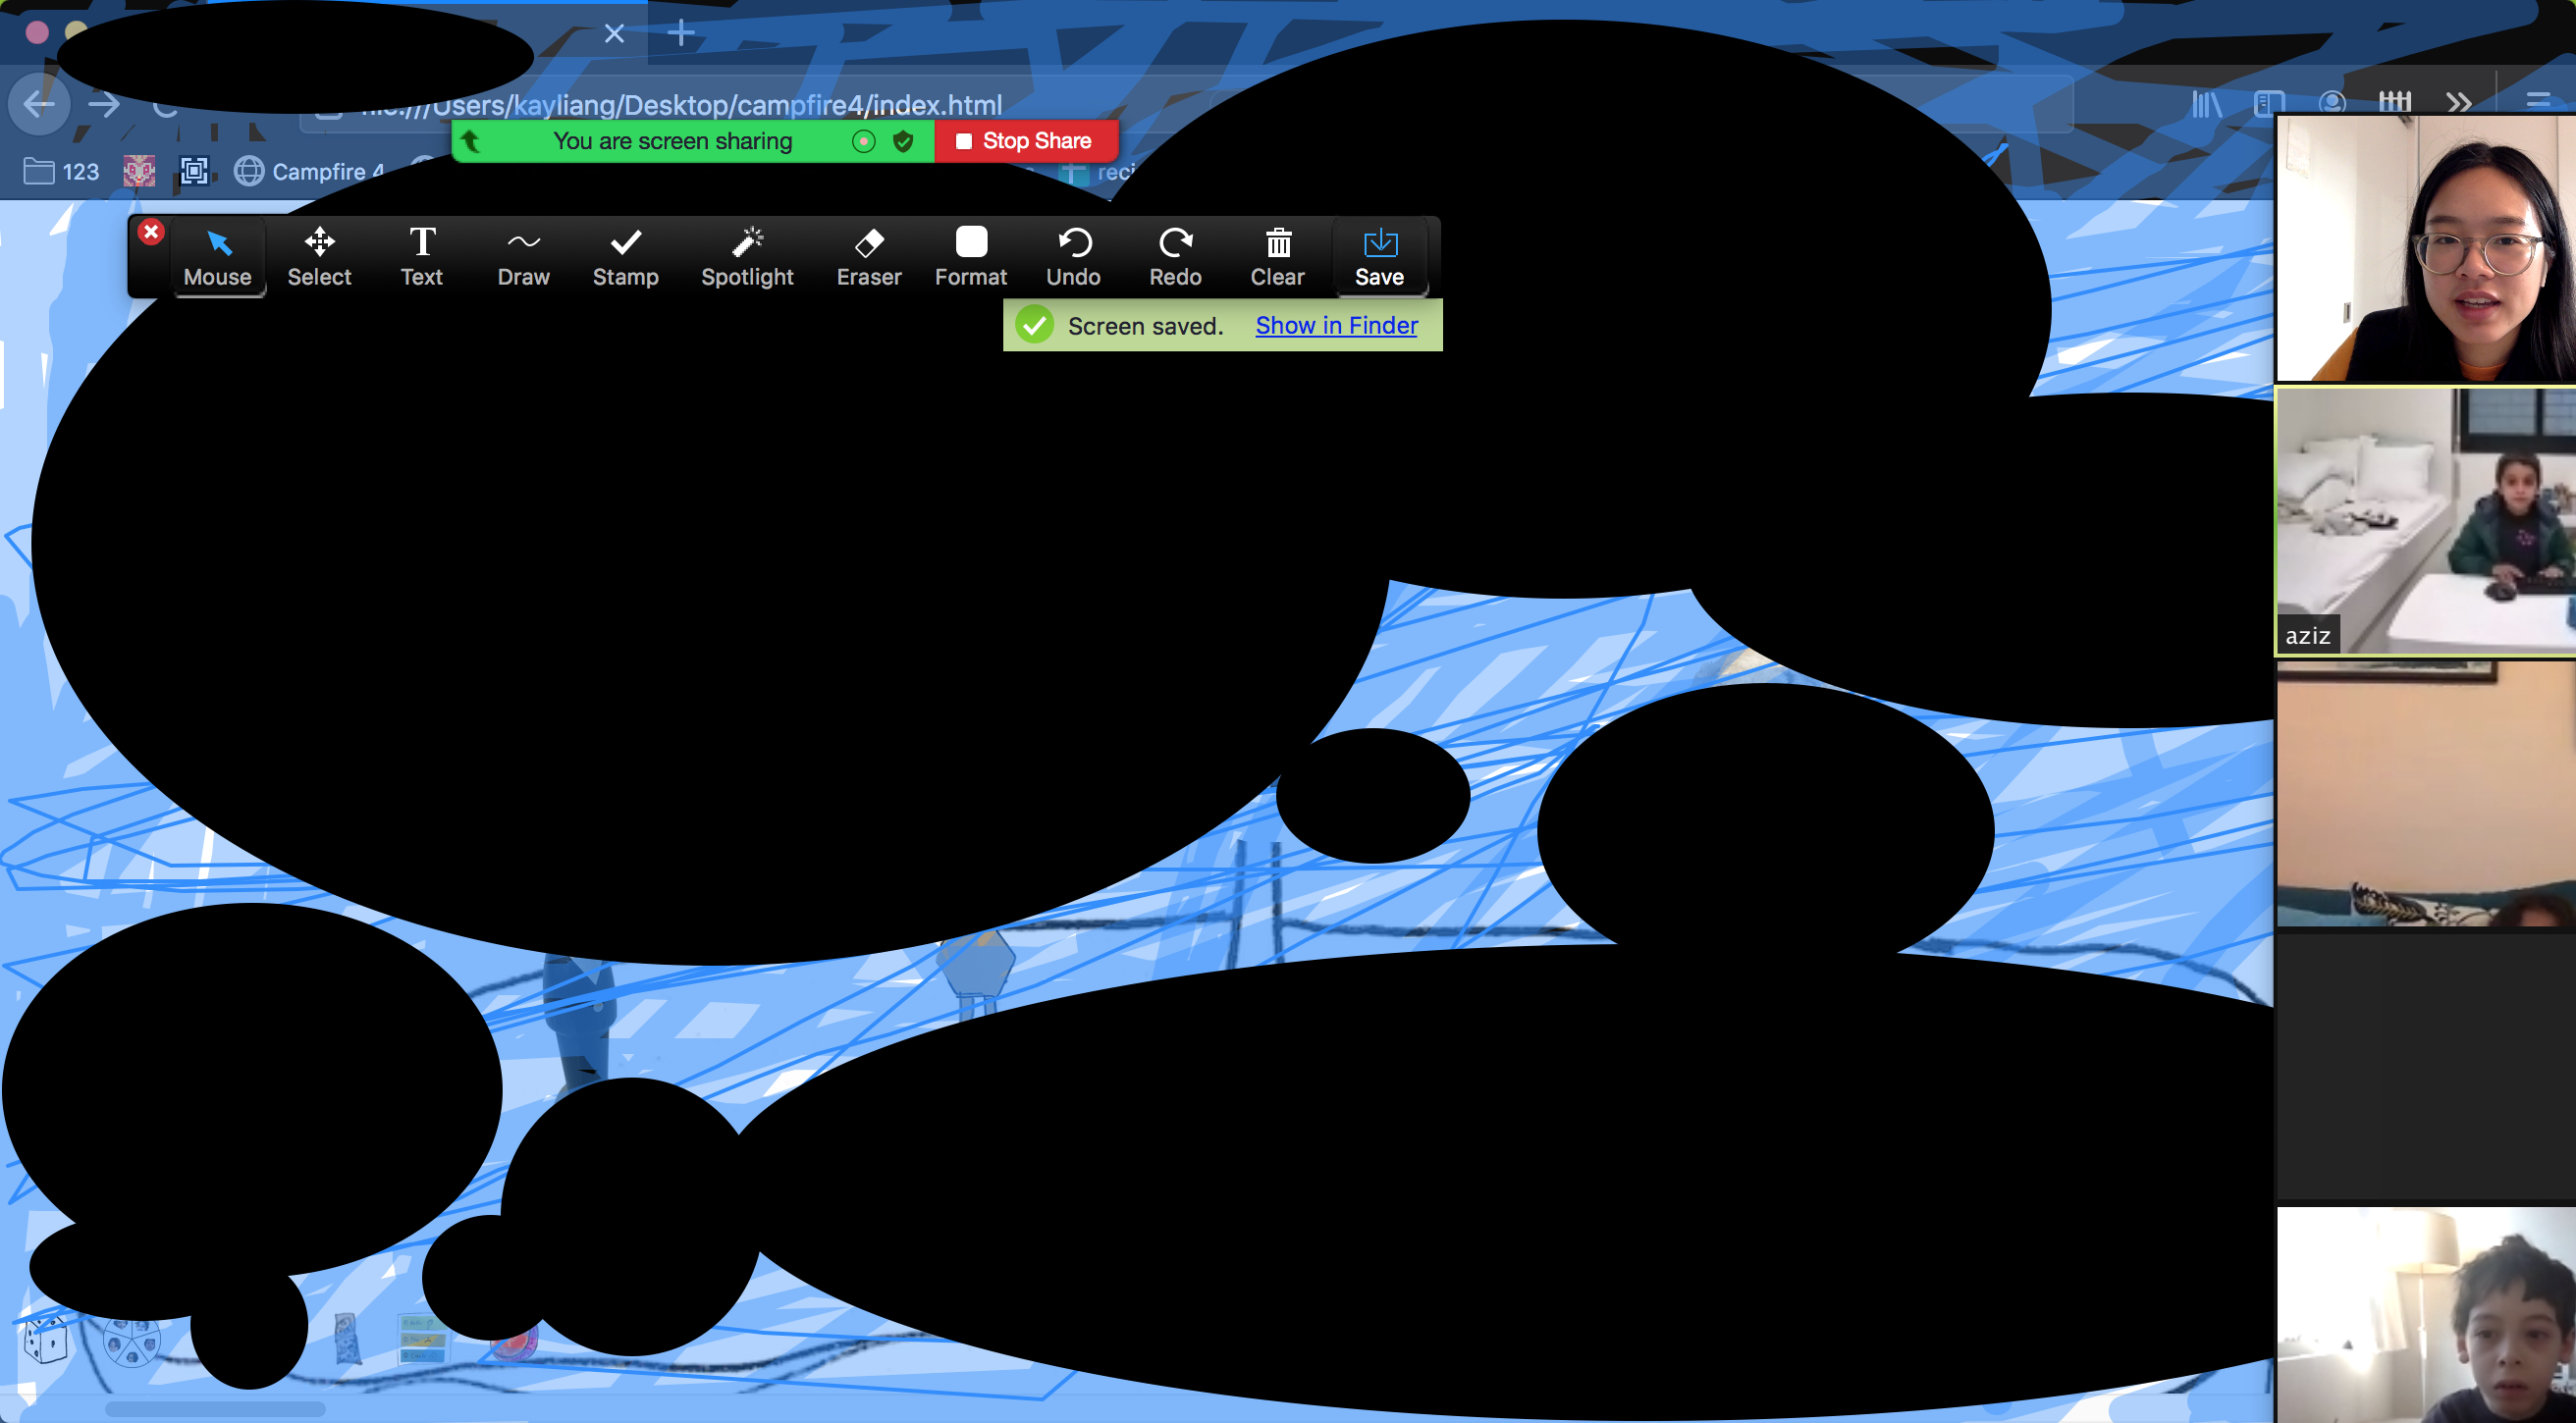 file:///Users/kayliang/Desktop/campfire4/index.html
You are screen sharing
Stop Share
123
Campfire 4
reci
Mouse
Select
Text
Draw
Stamp
Spotlight
Eraser
Format
Undo
Redo
Clear
Save
Screen saved.
Show in Finder
aziz